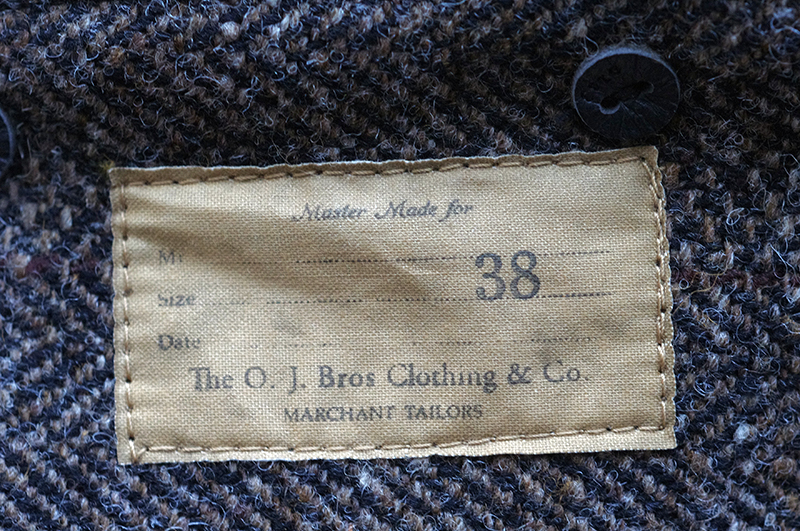 Master Made for
Mr
Size 38
Date
The O. J. Bros Clothing & Co.
MARCHANT TAILORS